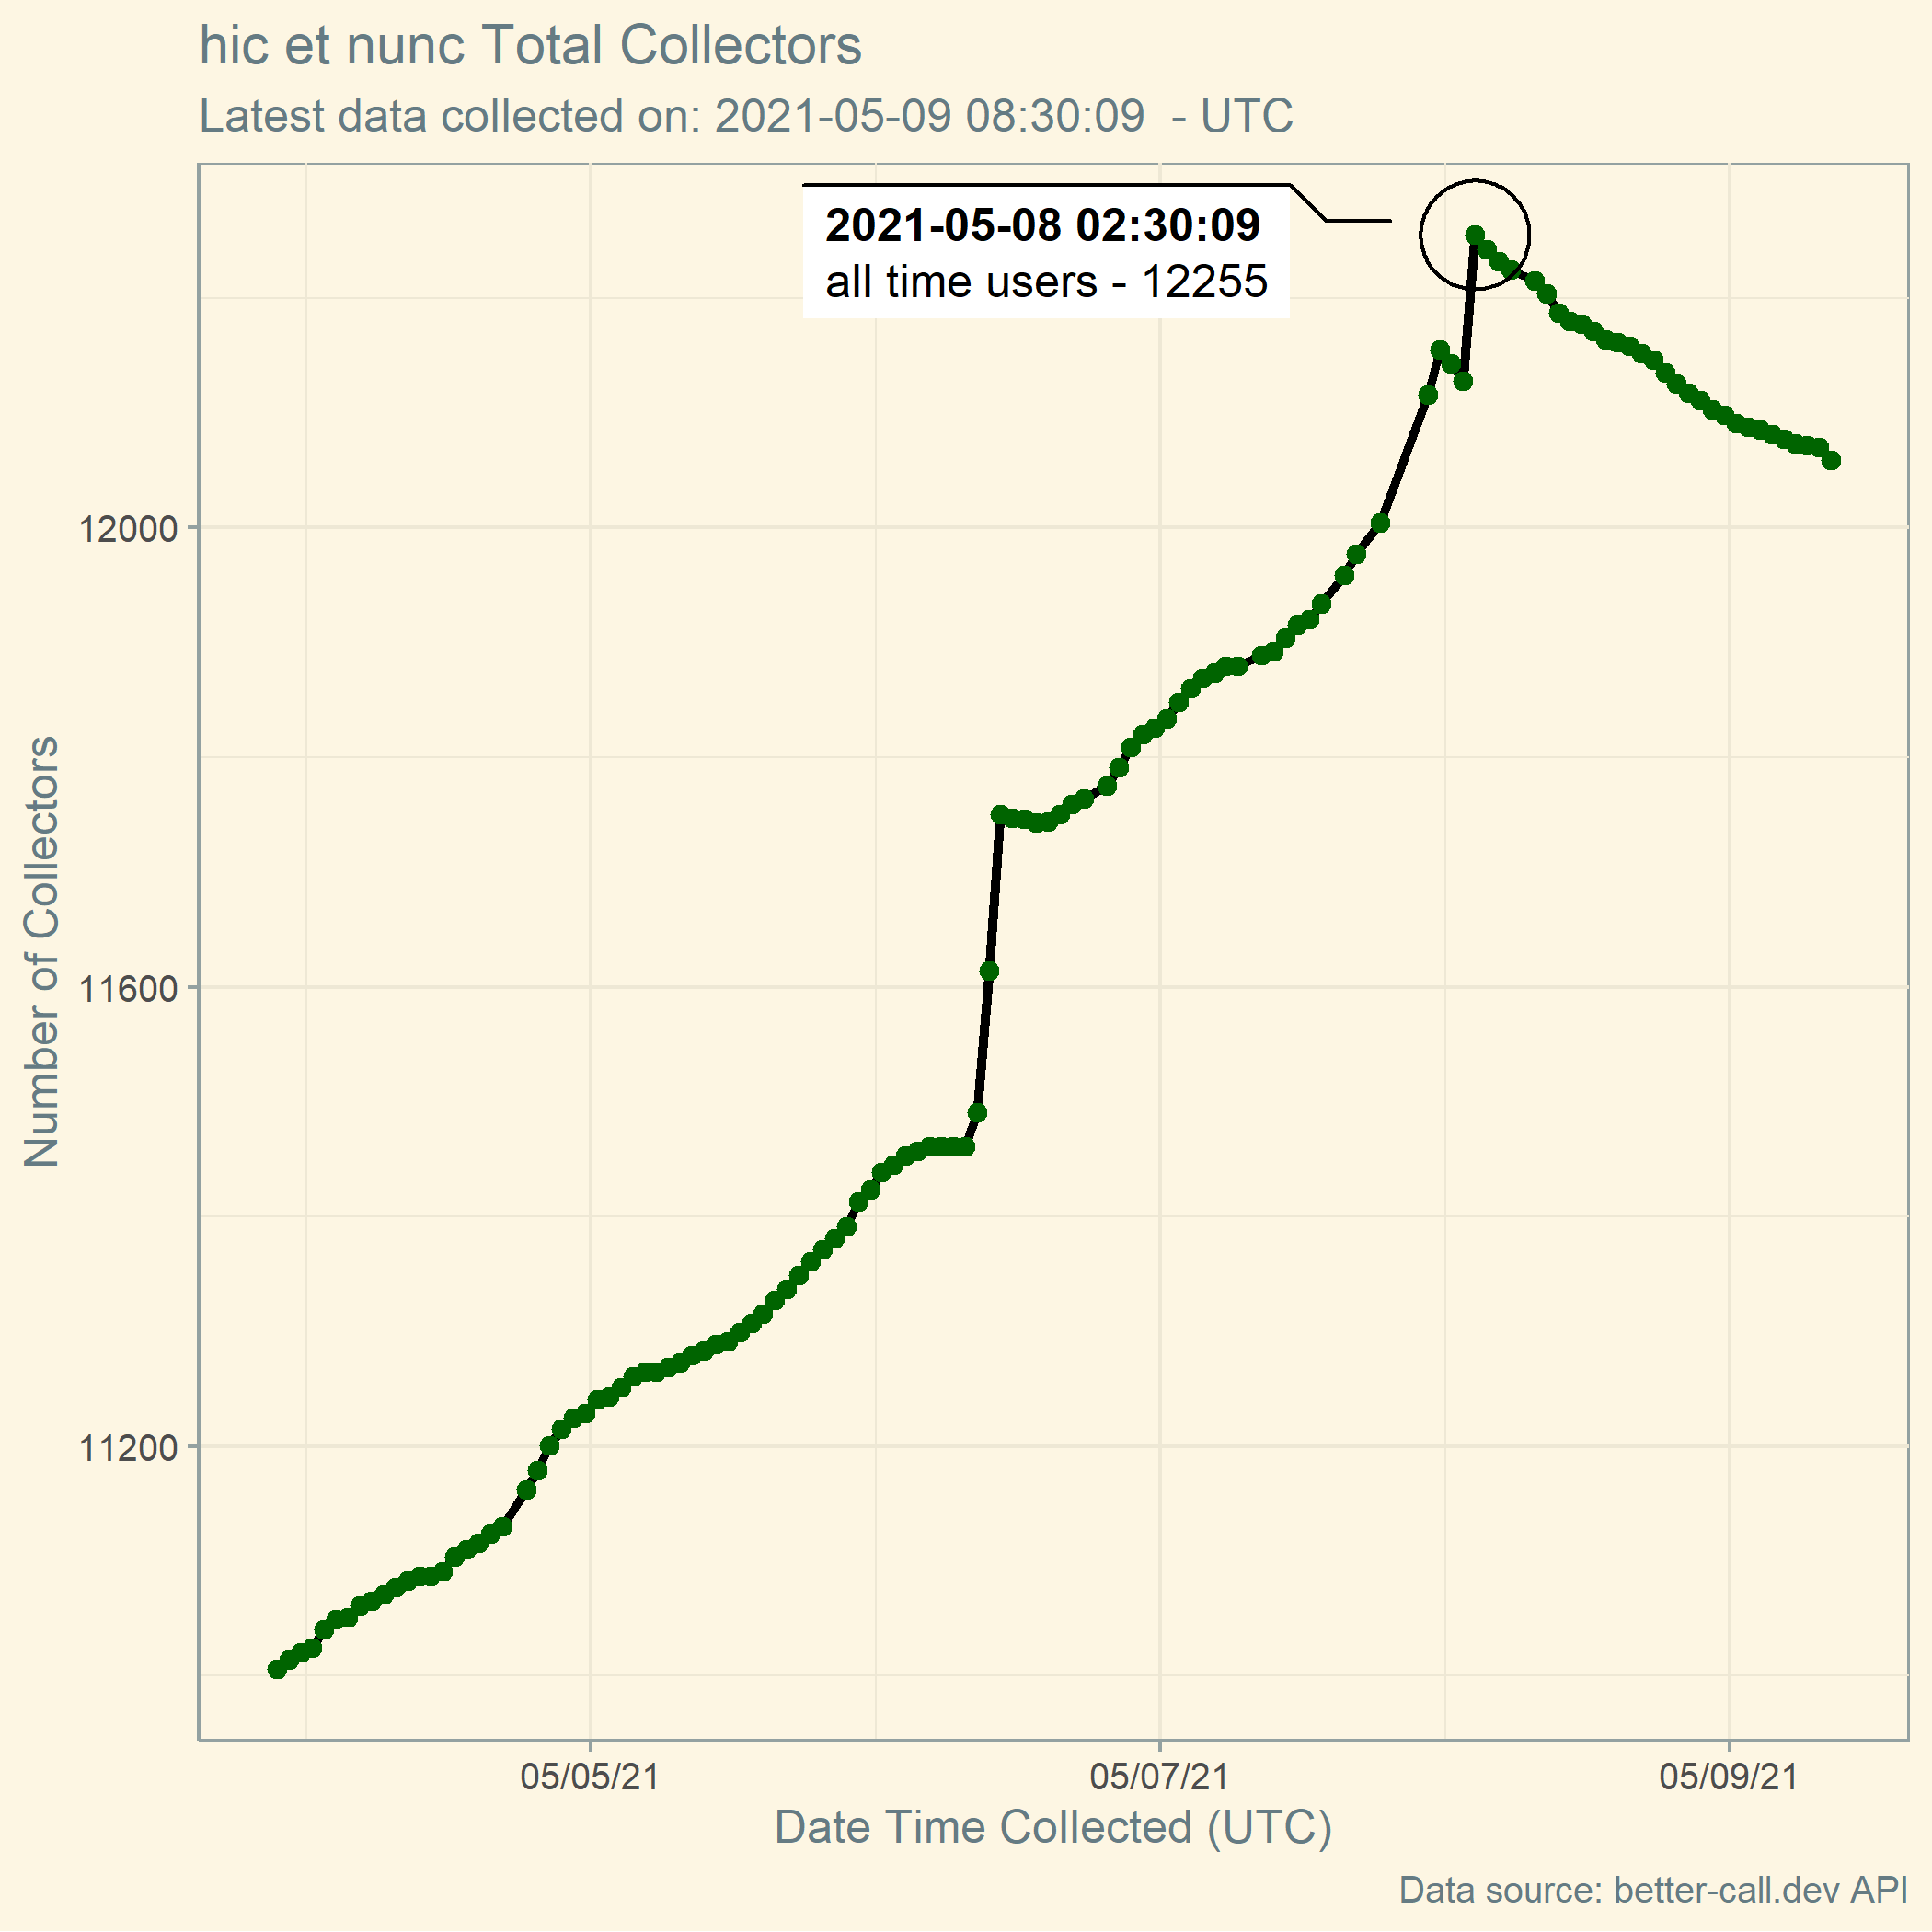 hic et nunc Total Collectors
Latest data collected on: 2021-05-09 08:30:09  - UTC
2021-05-08 02:30:09
all time users - 12255
12000
11600
11200
Number of Collectors
05/05/21
05/07/21
05/09/21
Date Time Collected (UTC)
Data source: better-call.dev API